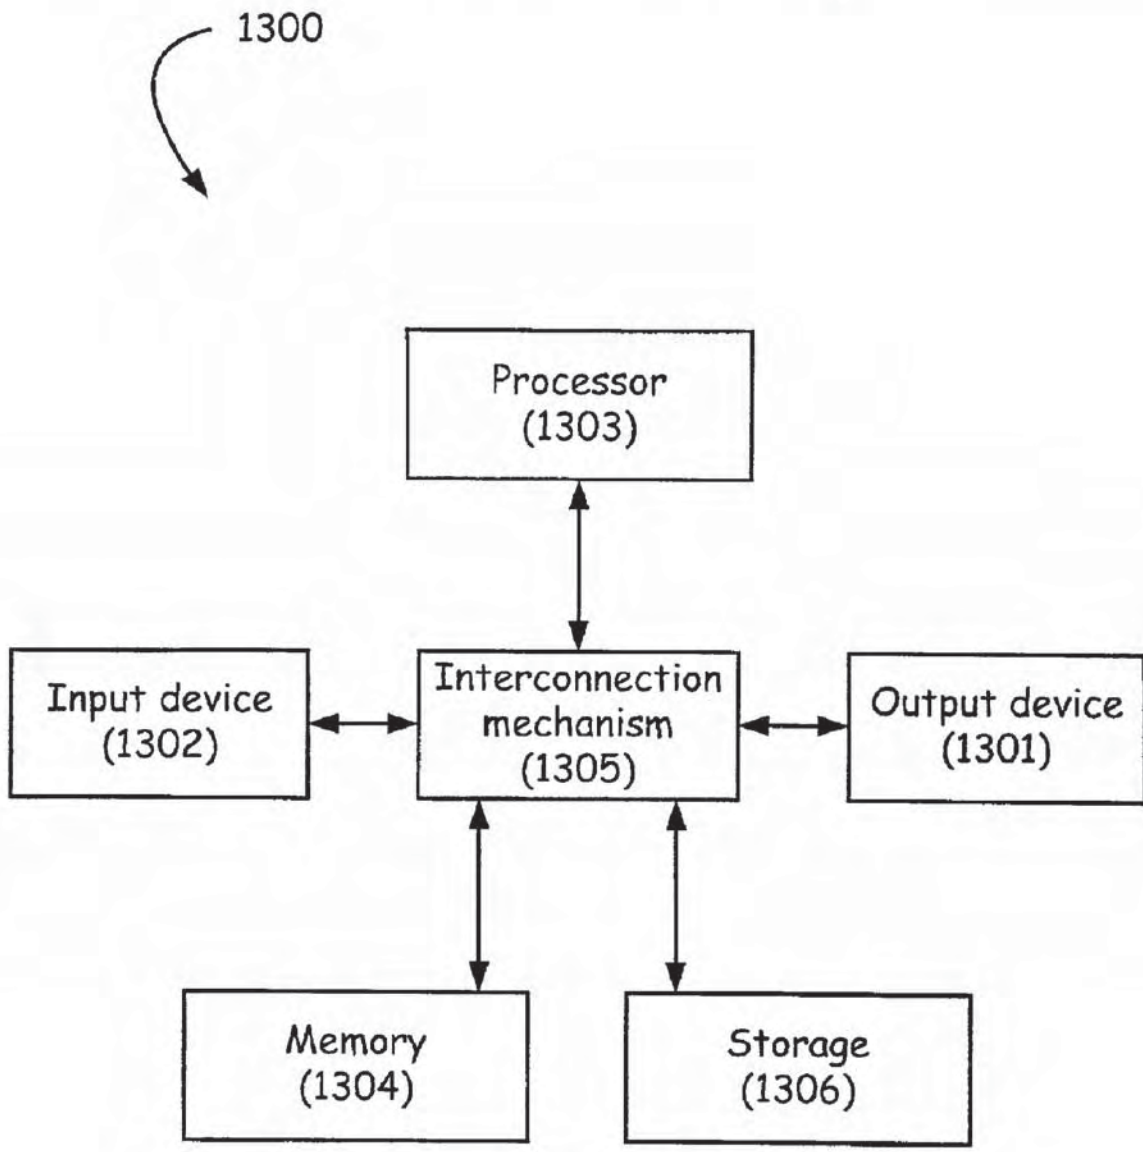 1300
Processor
(1303)
Input device
(1302)
Interconnection
mechanism
(1305)
Output device
(1301)
Memory
(1304)
Storage
(1306)